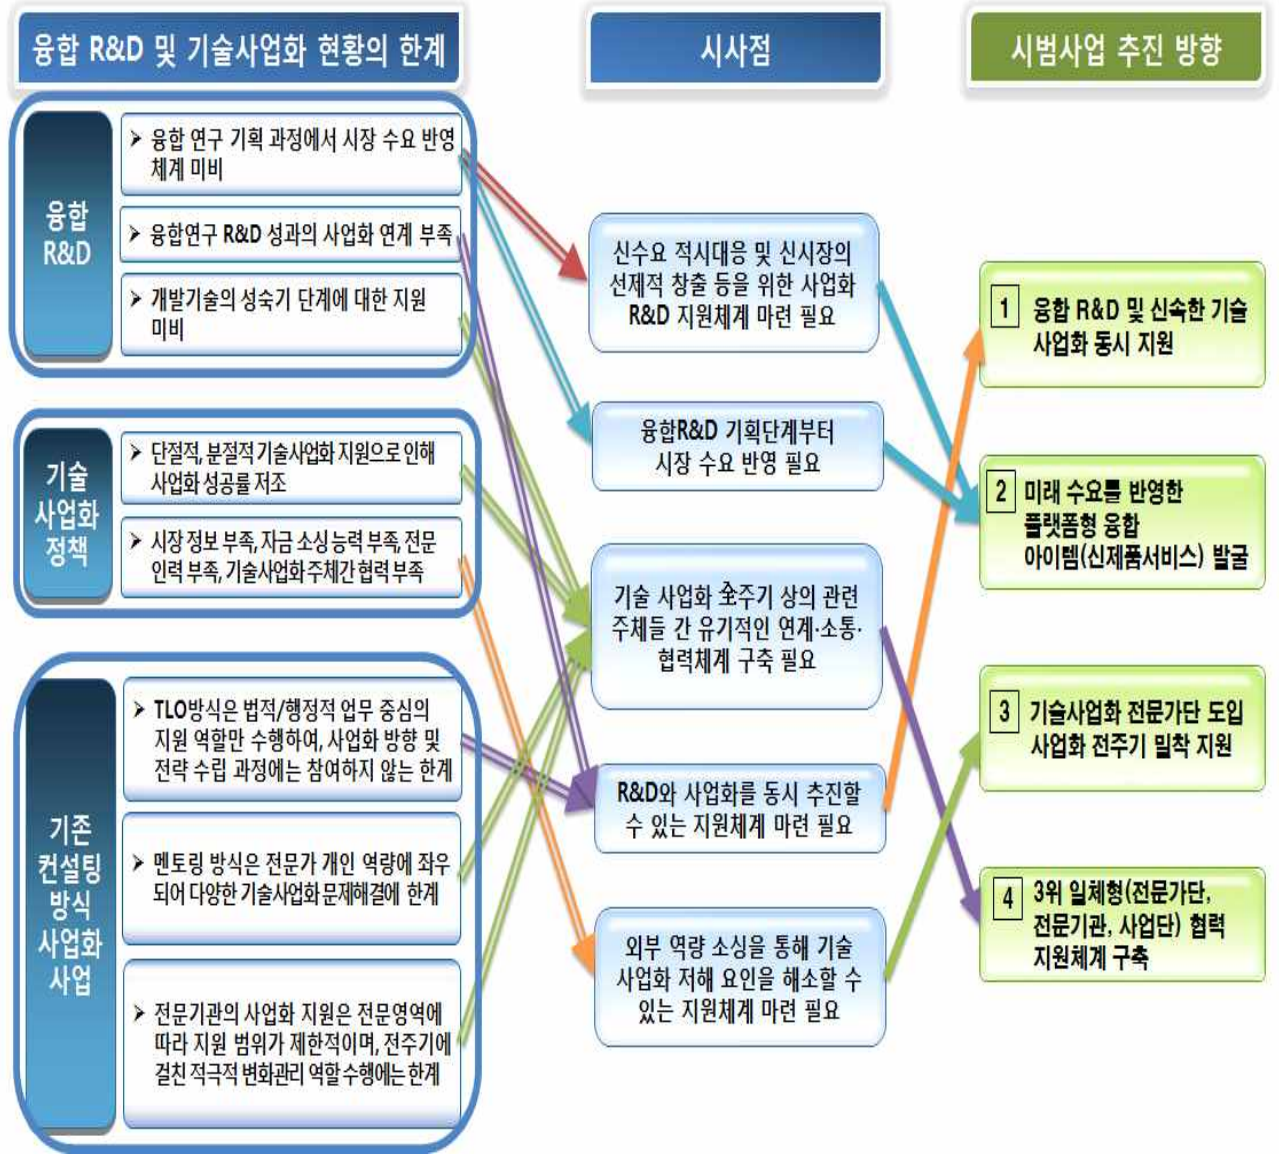 융합 R&D 및 기술사업화 현황의 한계
시사점
시범사업 추진 방향
융합
R&D
➢ 융합 연구 기획 과정에서 시장 수요 반영
체계 미비
➢ 융합연구 R&D 성과의 사업화 연계 부족
➢ 개발기술의 성숙기 단계에 대한 지원
미비
기술
사업화
정책
➢ 단절적, 분절적 기술사업화 지원으로 인해
사업화 성공률 저조
➢ 시장 정보 부족, 자금 소싱 능력 부족, 전문
인력 부족, 기술사업화 주체간 협력 부족
기존
컨설팅
방식
사업화
사업
➢ TLO방식은 법적/행정적 업무 중심의
지원 역할만 수행하여, 사업화 방향 및
전략 수립 과정에는 참여하지 않는 한계
➢ 멘토링 방식은 전문가 개인 역량에 좌우
되어 다양한 기술사업화 문제해결에 한계
➢ 전문기관의 사업화 지원은 전문영역에
따라 지원 범위가 제한적이며, 전주기에
걸친 적극적 변화관리 역할 수행에는 한계
신수요 적시대응 및 신시장의
선제적 창출 등을 위한 사업화
R&D 지원체계 마련 필요
융합R&D 기획단계부터
시장 수요 반영 필요
기술 사업화 全주기 상의 관련
주체들 간 유기적인 연계·소통·
협력체계 구축 필요
R&D와 사업화를 동시 추진할
수 있는 지원체계 마련 필요
외부 역량 소싱을 통해 기술
사업화 저해 요인을 해소할 수
있는 지원체계 마련 필요
1 융합 R&D 및 신속한 기술
사업화 동시 지원
2 미래 수요를 반영한
플랫폼형 융합
아이템(신제품서비스) 발굴
3 기술사업화 전문가단 도입
사업화 전주기 밀착 지원
4 3위 일체형(전문가단,
전문기관, 사업단) 협력
지원체계 구축